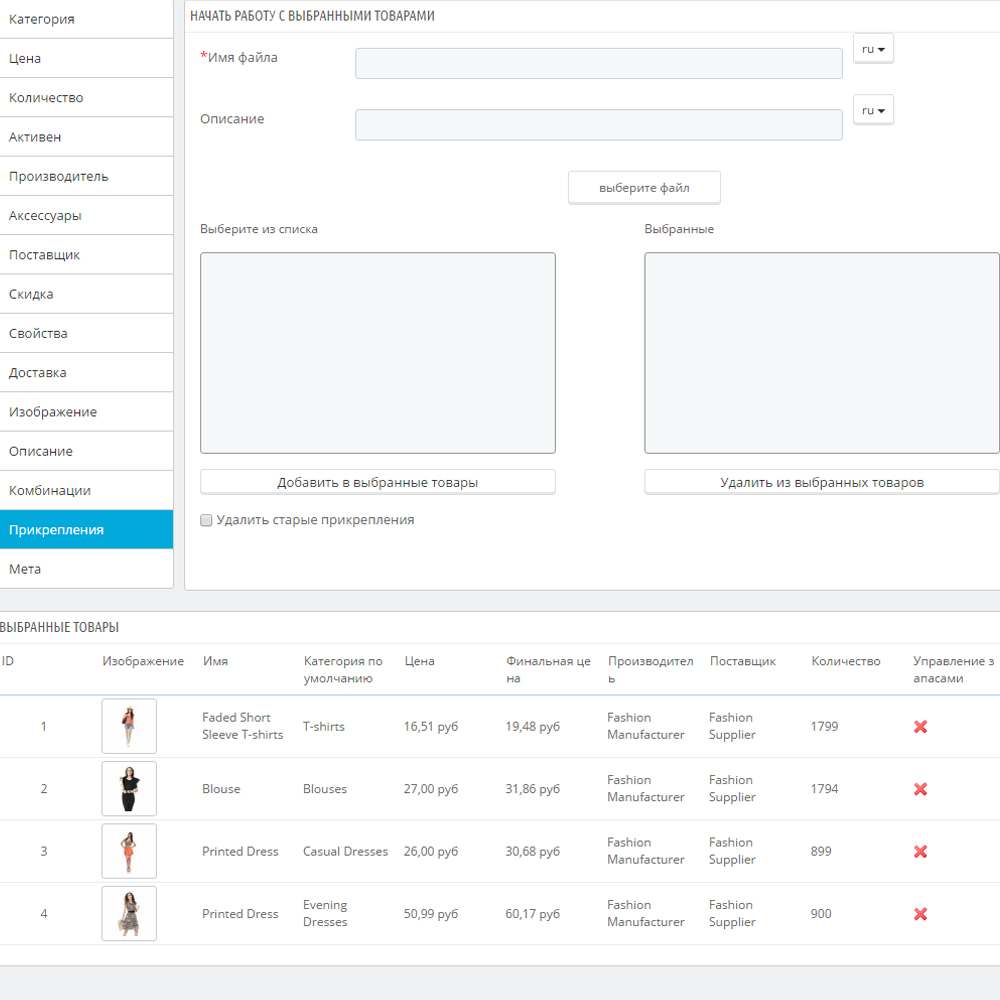 Категория
Цена
Количество
Активен
Производитель
Аксессуары
Поставщик
Скидка
Свойства
Доставка
Изображение
Описание
Комбинации
Прикрепления
Мета
НАЧАТЬ РАБОТУ С ВЫБРАННЫМИ ТОВАРАМИ
*Имя файла
ru
Описание
ru
выберите файл
Выберите из списка
Выбранные
Добавить в выбранные товары
Удалить из выбранных товаров
Удалить старые прикрепления
ВЫБРАННЫЕ ТОВАРЫ
ID Изображение Имя Категория по Цена Финальная це Производител Поставщик Количество Управление з
умолчанию на ь апасами
Faded Short Fashion Fashion
1 T-shirts 16,51 руб 19,48 руб 1799
Sleeve T-shirts Manufacturer Supplier
Fashion Fashion
2 Blouse Blouses 27,00 руб 31,86 руб 1794
Manufacturer Supplier
Fashion Fashion
3 Printed Dress Casual Dresses 26,00 руб 30,68 руб 899
Manufacturer Supplier
Evening Fashion Fashion
4 Printed Dress 50,99 руб 60,17 руб 900
Dresses Manufacturer Supplier